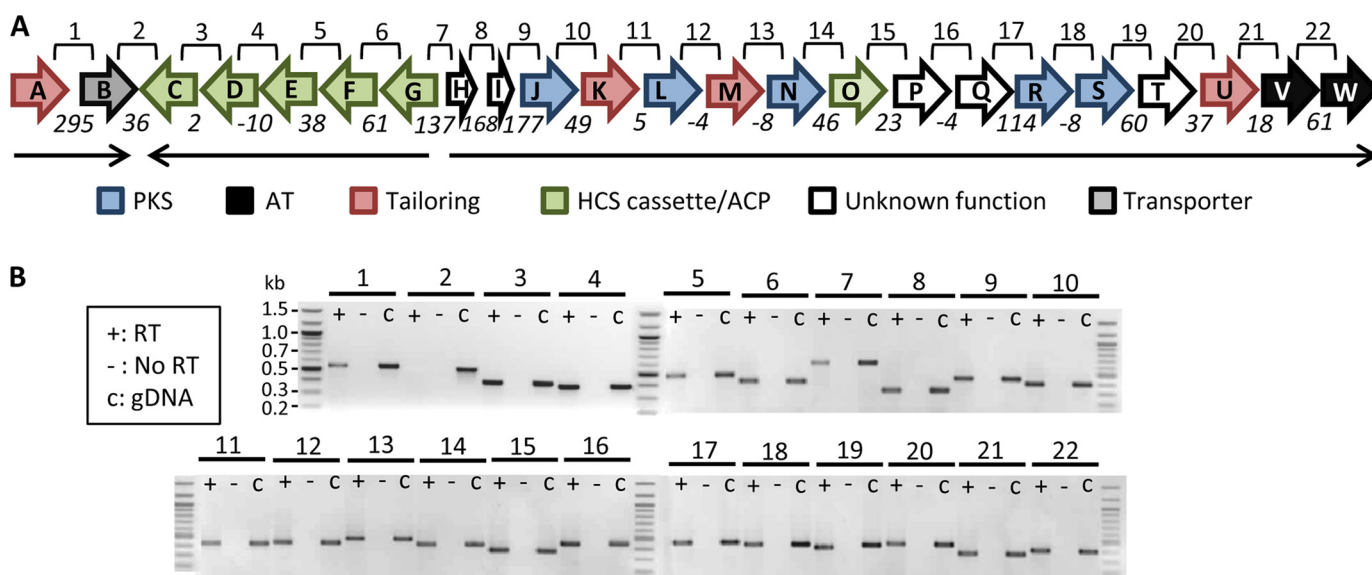 A
1 2 3 4 5 6 7 8 9 10 11 12 13 14 15 16 17 18 19 20 21 22
A B C D E F G H I J K L M N O P Q R S T U V W
295 36 2 -10 38 61 137 168 177 49 5 -4 -8 46 23 -4 114 -8 60 37 18 61
PKS AT Tailoring HCS cassette/ACP Unknown function Transporter
B
kb 1 2 3 4 5 6 7 8 9 10
+ - c + - c + - c + - c + - c + - c + - c + - c + - c + - c
1.5
1.0
0.7
0.5
0.3
0.2
+: RT
- : No RT
c: gDNA
11 12 13 14 15 16 17 18 19 20 21 22
+ - c + - c + - c + - c + - c + - c + - c + - c + - c + - c + - c + - c